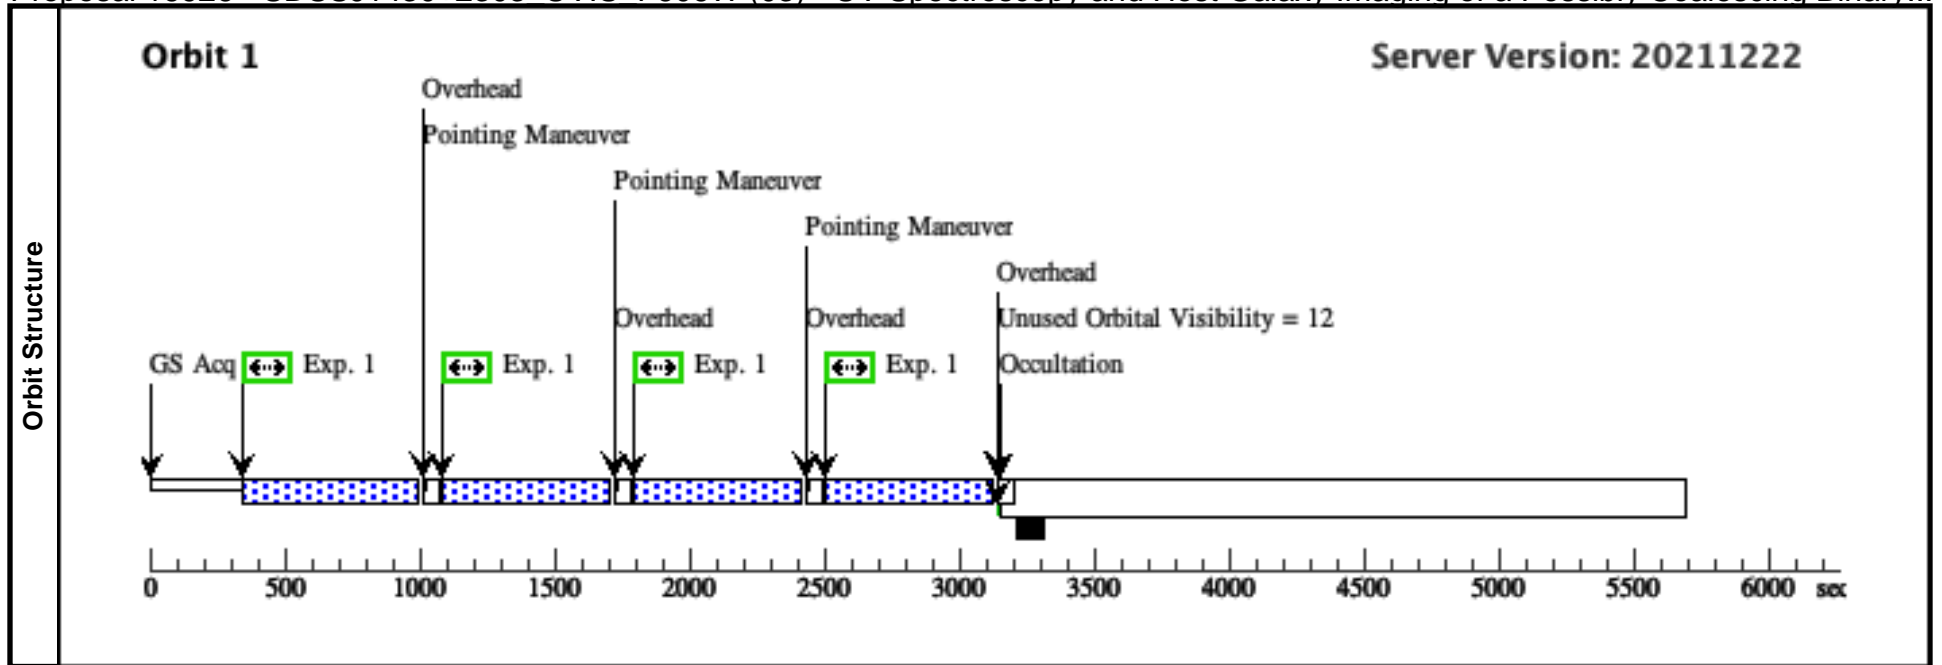 Orbit 1
Server Version: 20211222
Overhead
Pointing Maneuver
Pointing Maneuver
Pointing Maneuver
Overhead
Overhead
Overhead
Unused Orbital Visibility = 12
GS Acq
Exp. 1
Exp. 1
Exp. 1
Exp. 1
Occultation
Orbit Structure
0 500 1000 1500 2000 2500 3000 3500 4000 4500 5000 5500 6000 sec